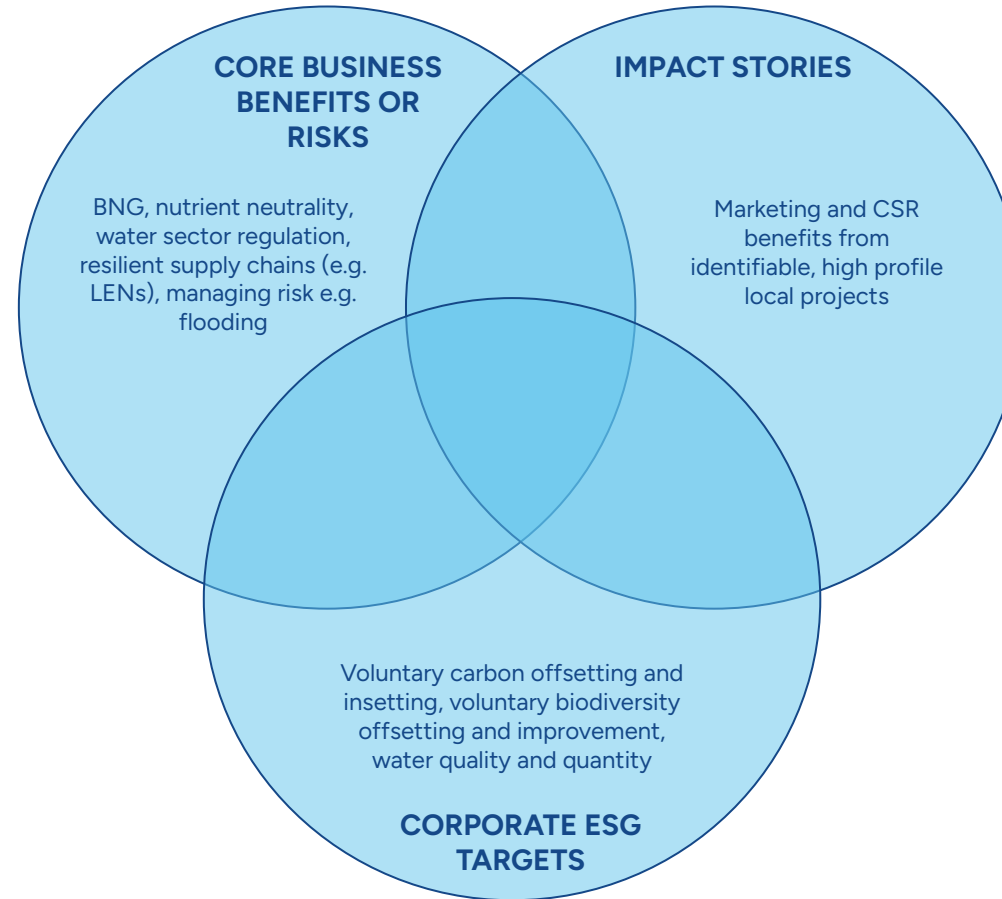 CORE BUSINESS
BENEFITS OR
RISKS
BNG, nutrient neutrality,
water sector regulation,
resilient supply chains (e.g.
LENs), managing risk e.g.
flooding
IMPACT STORIES
Marketing and CSR
benefits from
identifiable, high profile
local projects
Voluntary carbon offsetting and
insetting, voluntary biodiversity
offsetting and improvement,
water quality and quantity
CORPORATE ESG
TARGETS